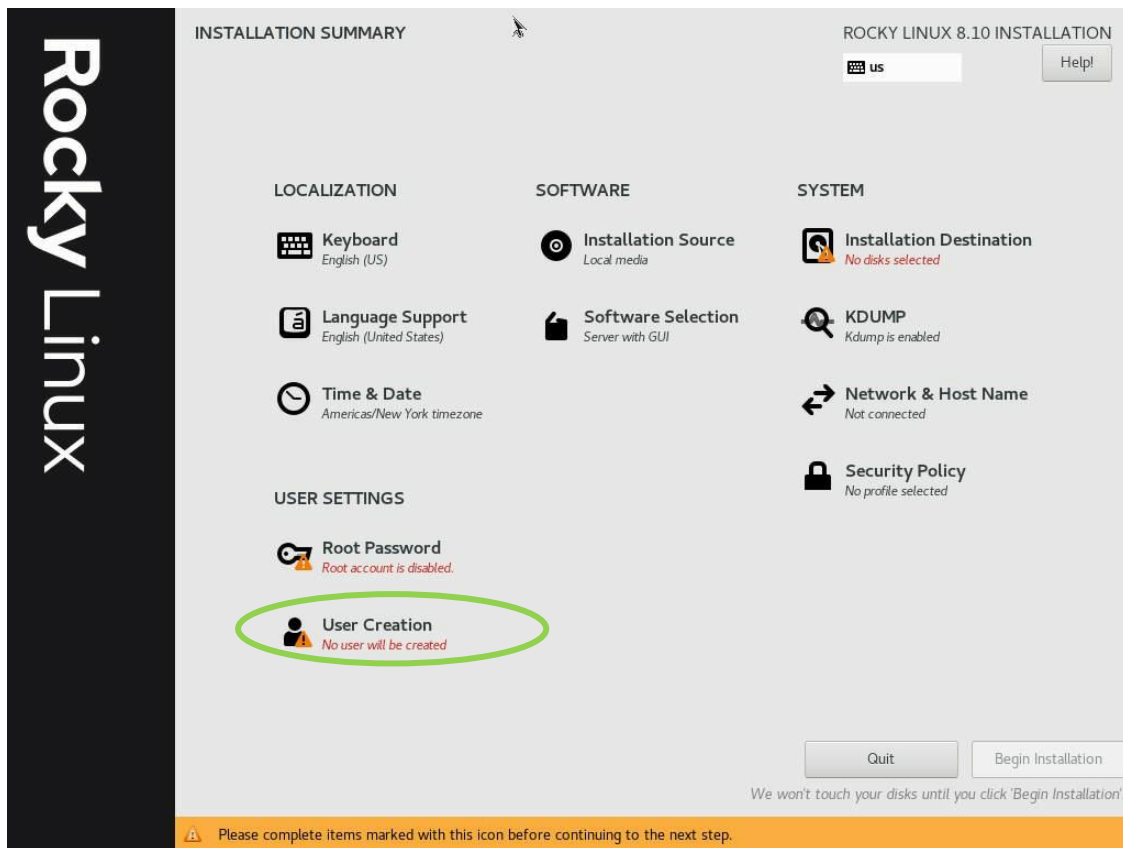 Rocky Linux
INSTALLATION SUMMARY
ROCKY LINUX 8.10 INSTALLATION
us
Help!
LOCALIZATION
Keyboard
English (US)
Language Support
English (United States)
Time & Date
Americas/New York timezone
SOFTWARE
Installation Source
Local media
Software Selection
Server with GUI
SYSTEM
Installation Destination
No disks selected
KDUMP
Kdump is enabled
Network & Host Name
Not connected
Security Policy
No profile selected
USER SETTINGS
Root Password
Root account is disabled.
User Creation
No user will be created
Quit
Begin Installation
We won't touch your disks until you click 'Begin Installation'
Please complete items marked with this icon before continuing to the next step.